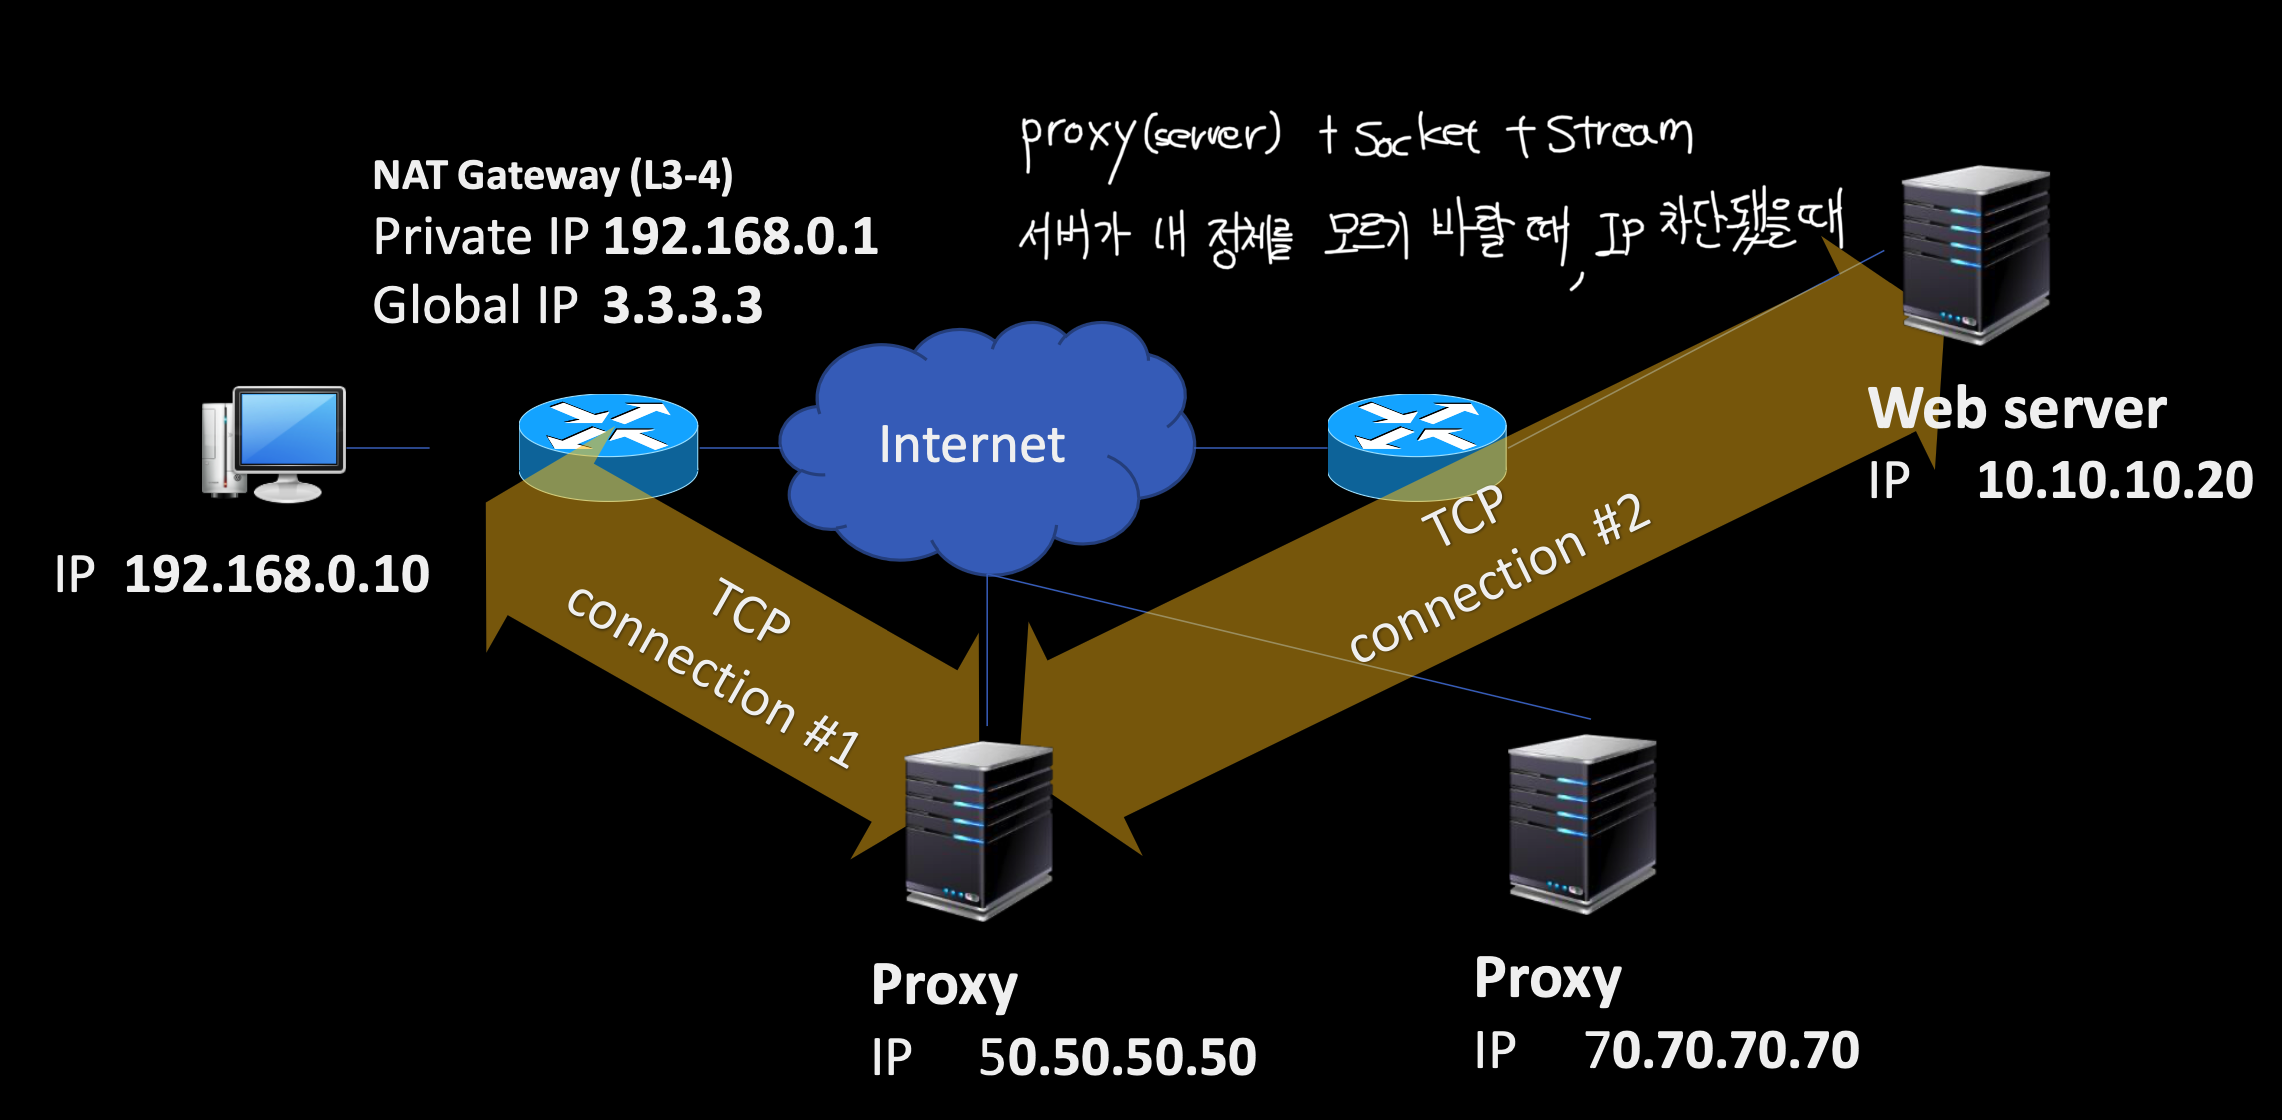 proxy(server) + Socket + Stream
서버가 내 정체를 모르기 바랄 때, IP 차단됐을때
NAT Gateway (L3-4)
Private IP 192.168.0.1
Global IP 3.3.3.3
Internet
Web server
IP 10.10.10.20
IP 192.168.0.10
TCP
connection #1
TCP
connection #2
Proxy
IP 50.50.50.50
Proxy
IP 70.70.70.70